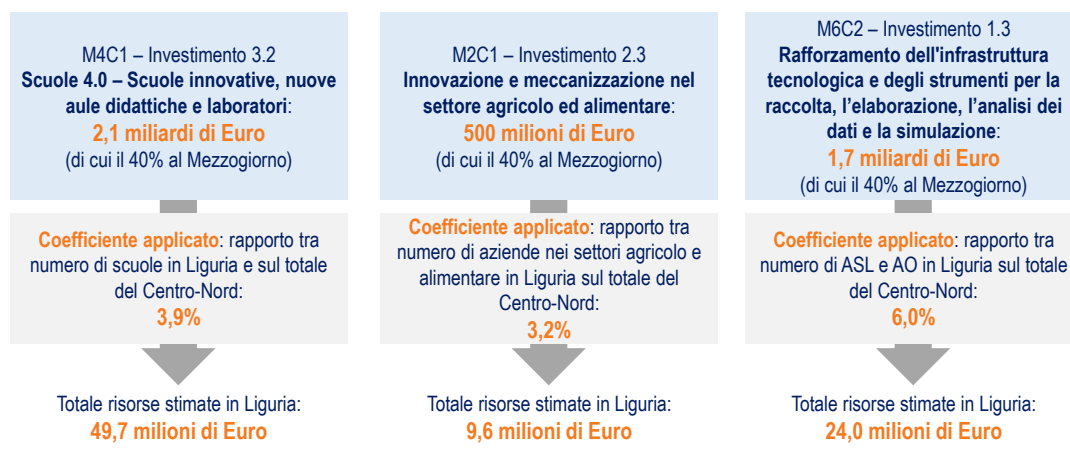 M4C1 – Investimento 3.2
Scuole 4.0 – Scuole innovative, nuove
aule didattiche e laboratori:
2,1 miliardi di Euro
(di cui il 40% al Mezzogiorno)
Coefficiente applicato: rapporto tra
numero di scuole in Liguria e sul totale
del Centro-Nord:
3,9%
Totale risorse stimate in Liguria:
49,7 milioni di Euro
M2C1 – Investimento 2.3
Innovazione e meccanizzazione nel
settore agricolo ed alimentare:
500 milioni di Euro
(di cui il 40% al Mezzogiorno)
Coefficiente applicato: rapporto tra
numero di aziende nei settori agricolo e
alimentare in Liguria sul totale del
Centro-Nord:
3,2%
Totale risorse stimate in Liguria:
9,6 milioni di Euro
M6C2 – Investimento 1.3
Rafforzamento dell'infrastruttura
tecnologica e degli strumenti per la
raccolta, l’elaborazione, l’analisi dei
dati e la simulazione:
1,7 miliardi di Euro
(di cui il 40% al Mezzogiorno)
Coefficiente applicato: rapporto tra
numero di ASL e AO in Liguria sul totale
del Centro-Nord:
6,0%
Totale risorse stimate in Liguria:
24,0 milioni di Euro